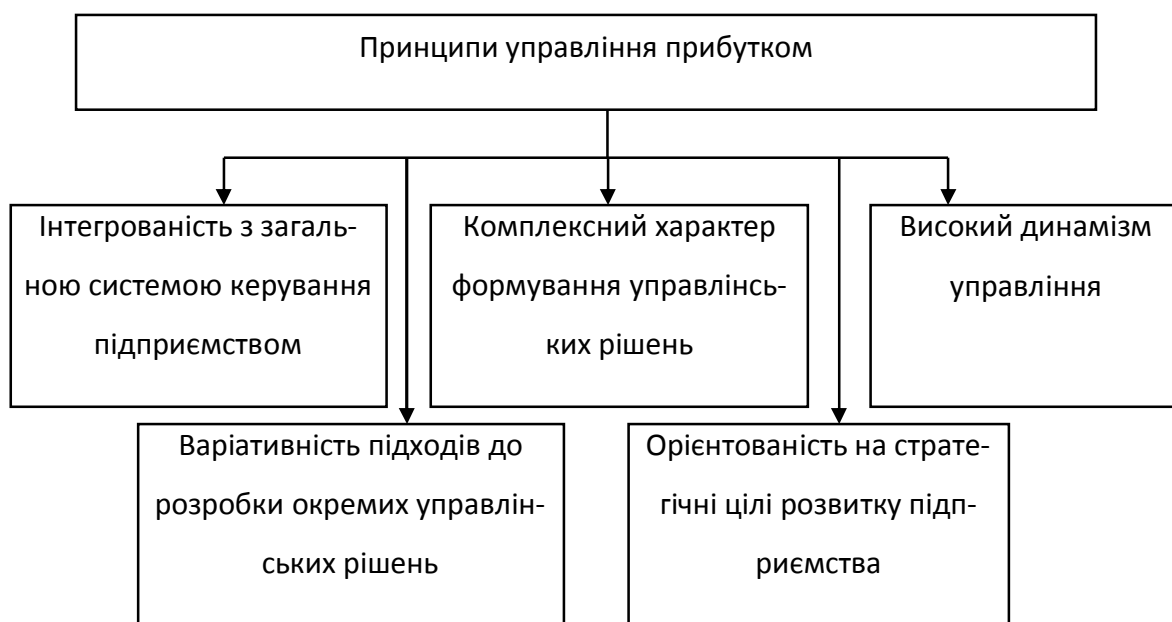 Принципи управління прибутком
Інтегрованість з загаль-
ною системою керування
підприємством
Комплексний характер
формування управлінсь-
ких рішень
Високий динамізм
управління
Варіативність підходів до
розробки окремих управлін-
ських рішень
Орієнтованість на страте-
гічні цілі розвитку підп-
риємства